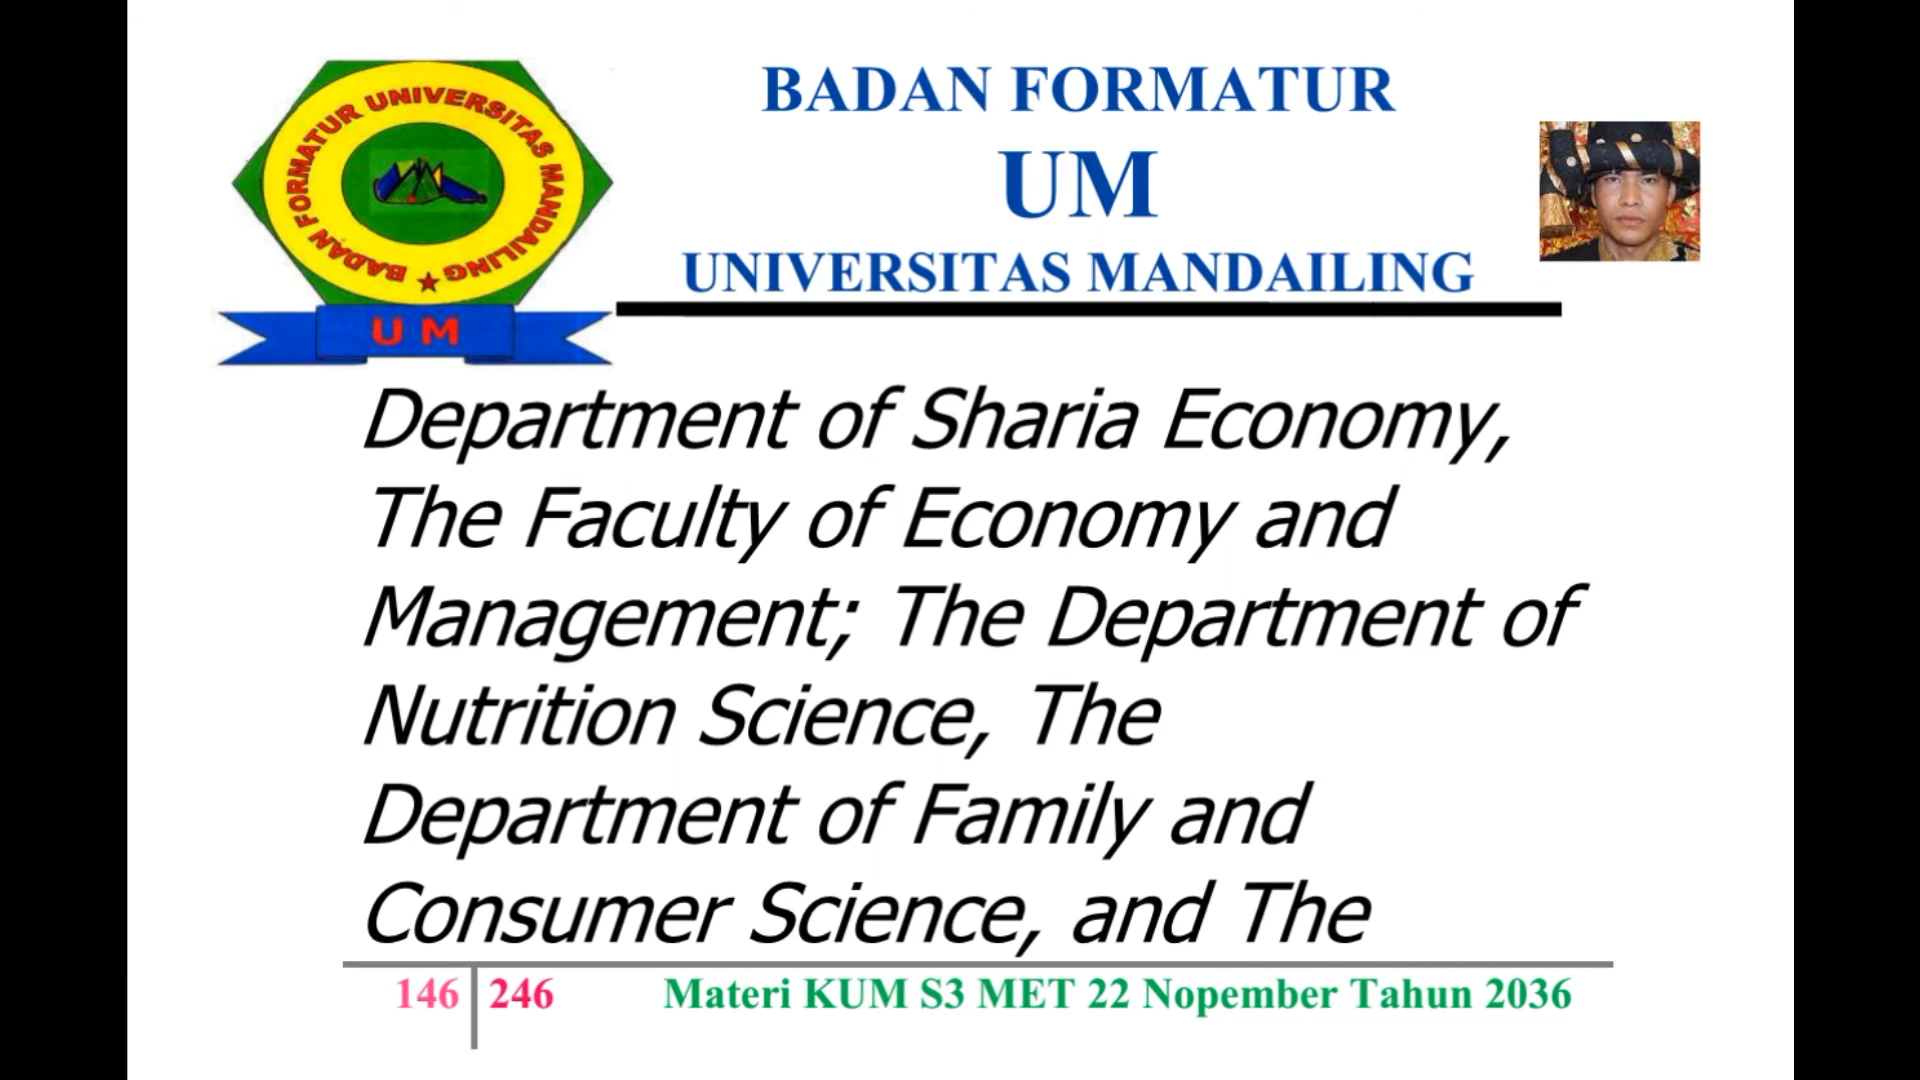 BADAN FORMATUR UNIVERSITAS MANDAILING
U M
BADAN FORMATUR
UM
UNIVERSITAS MANDAILING
Department of Sharia Economy,
The Faculty of Economy and
Management; The Department of
Nutrition Science, The
Department of Family and
Consumer Science, and The
146 246 Materi KUM S3 MET 22 Nopember Tahun 2036